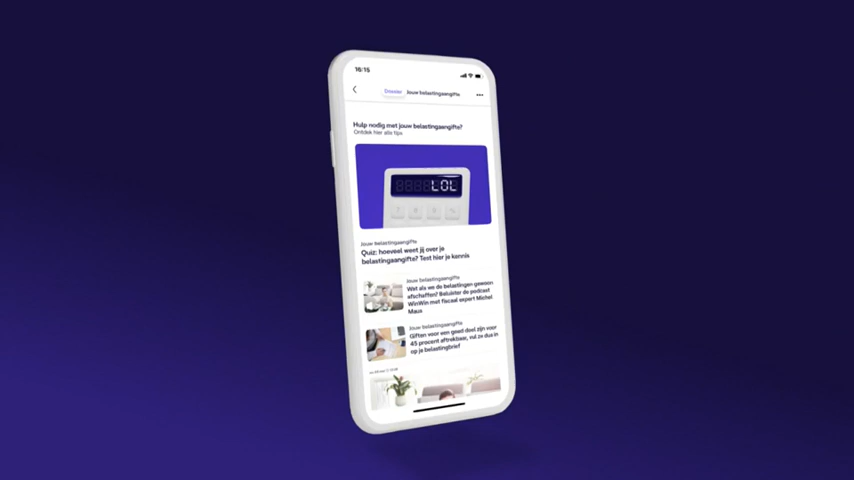 16:15
Dossier Jouw belastingaangifte
Hulp nodig met jouw belastingaangifte?
Ontdek hier alle tips
LOL
Jouw belastingaangifte
Quiz: hoeveel weet jij over je
belastingaangifte? Test hier je kennis
Jouw belastingaangifte
Wat als we de belastingen gewoon
afschaffen? Beluister de podcast
WinWin met fiscaal expert Michel
Maus
Jouw belastingaangifte
Giften voor een goed doel zijn voor
45 procent aftrekbaar, vul ze dus in
op je belastingbrief